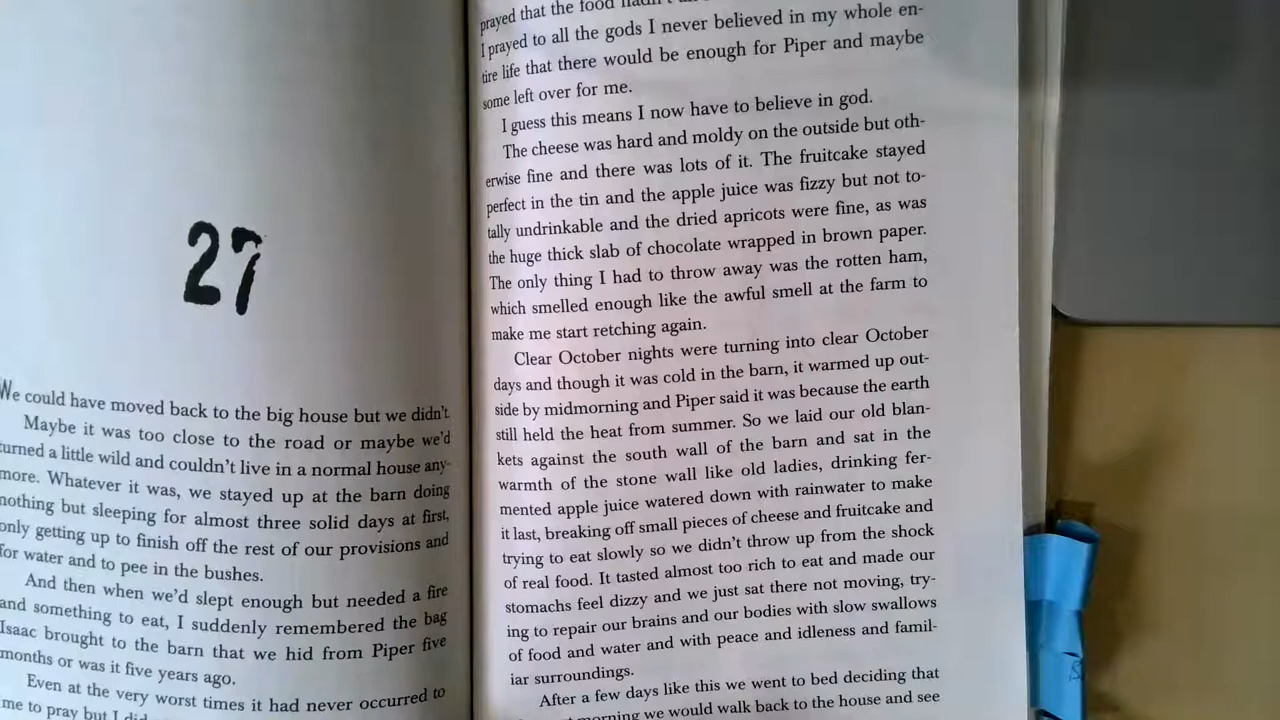 27
We could have moved back to the big house but we didn't.
Maybe it was too close to the road or maybe we'd
turned a little wild and couldn't live in a normal house any-
more. Whatever it was, we stayed up at the barn doing
nothing but sleeping for almost three solid days at first,
only getting up to finish off the rest of our provisions and
for water and to pee in the bushes.
And then when we'd slept enough but needed a fire
and something to eat, I suddenly remembered the bag
Isaac brought to the barn that we hid from Piper five
months or was it five years ago.
Even at the very worst times it had never occurred to
me to pray but I did
prayed that the food hadn't
I prayed to all the gods I never believed in my whole en-
tire life that there would be enough for Piper and maybe
some left over for me.
I guess this means I now have to believe in god.
The cheese was hard and moldy on the outside but oth-
erwise fine and there was lots of it. The fruitcake stayed
perfect in the tin and the apple juice was fizzy but not to-
tally undrinkable and the dried apricots were fine, as was
the huge thick slab of chocolate wrapped in brown paper.
The only thing I had to throw away was the rotten ham,
which smelled enough like the awful smell at the farm to
make me start retching again.
Clear October nights were turning into clear October
days and though it was cold in the barn, it warmed up out-
side by midmorning and Piper said it was because the earth
still held the heat from summer. So we laid our old blan-
kets against the south wall of the barn and sat in the
warmth of the stone wall like old ladies, drinking fer-
mented apple juice watered down with rainwater to make
it last, breaking off small pieces of cheese and fruitcake and
trying to eat slowly so we didn't throw up from the shock
of real food. It tasted almost too rich to eat and made our
stomachs feel dizzy and we just sat there not moving, try-
ing to repair our brains and our bodies with slow swallows
of food and water and with peace and idleness and famil-
iar surroundings.
After a few days like this we went to bed deciding that
morning we would walk back to the house and see